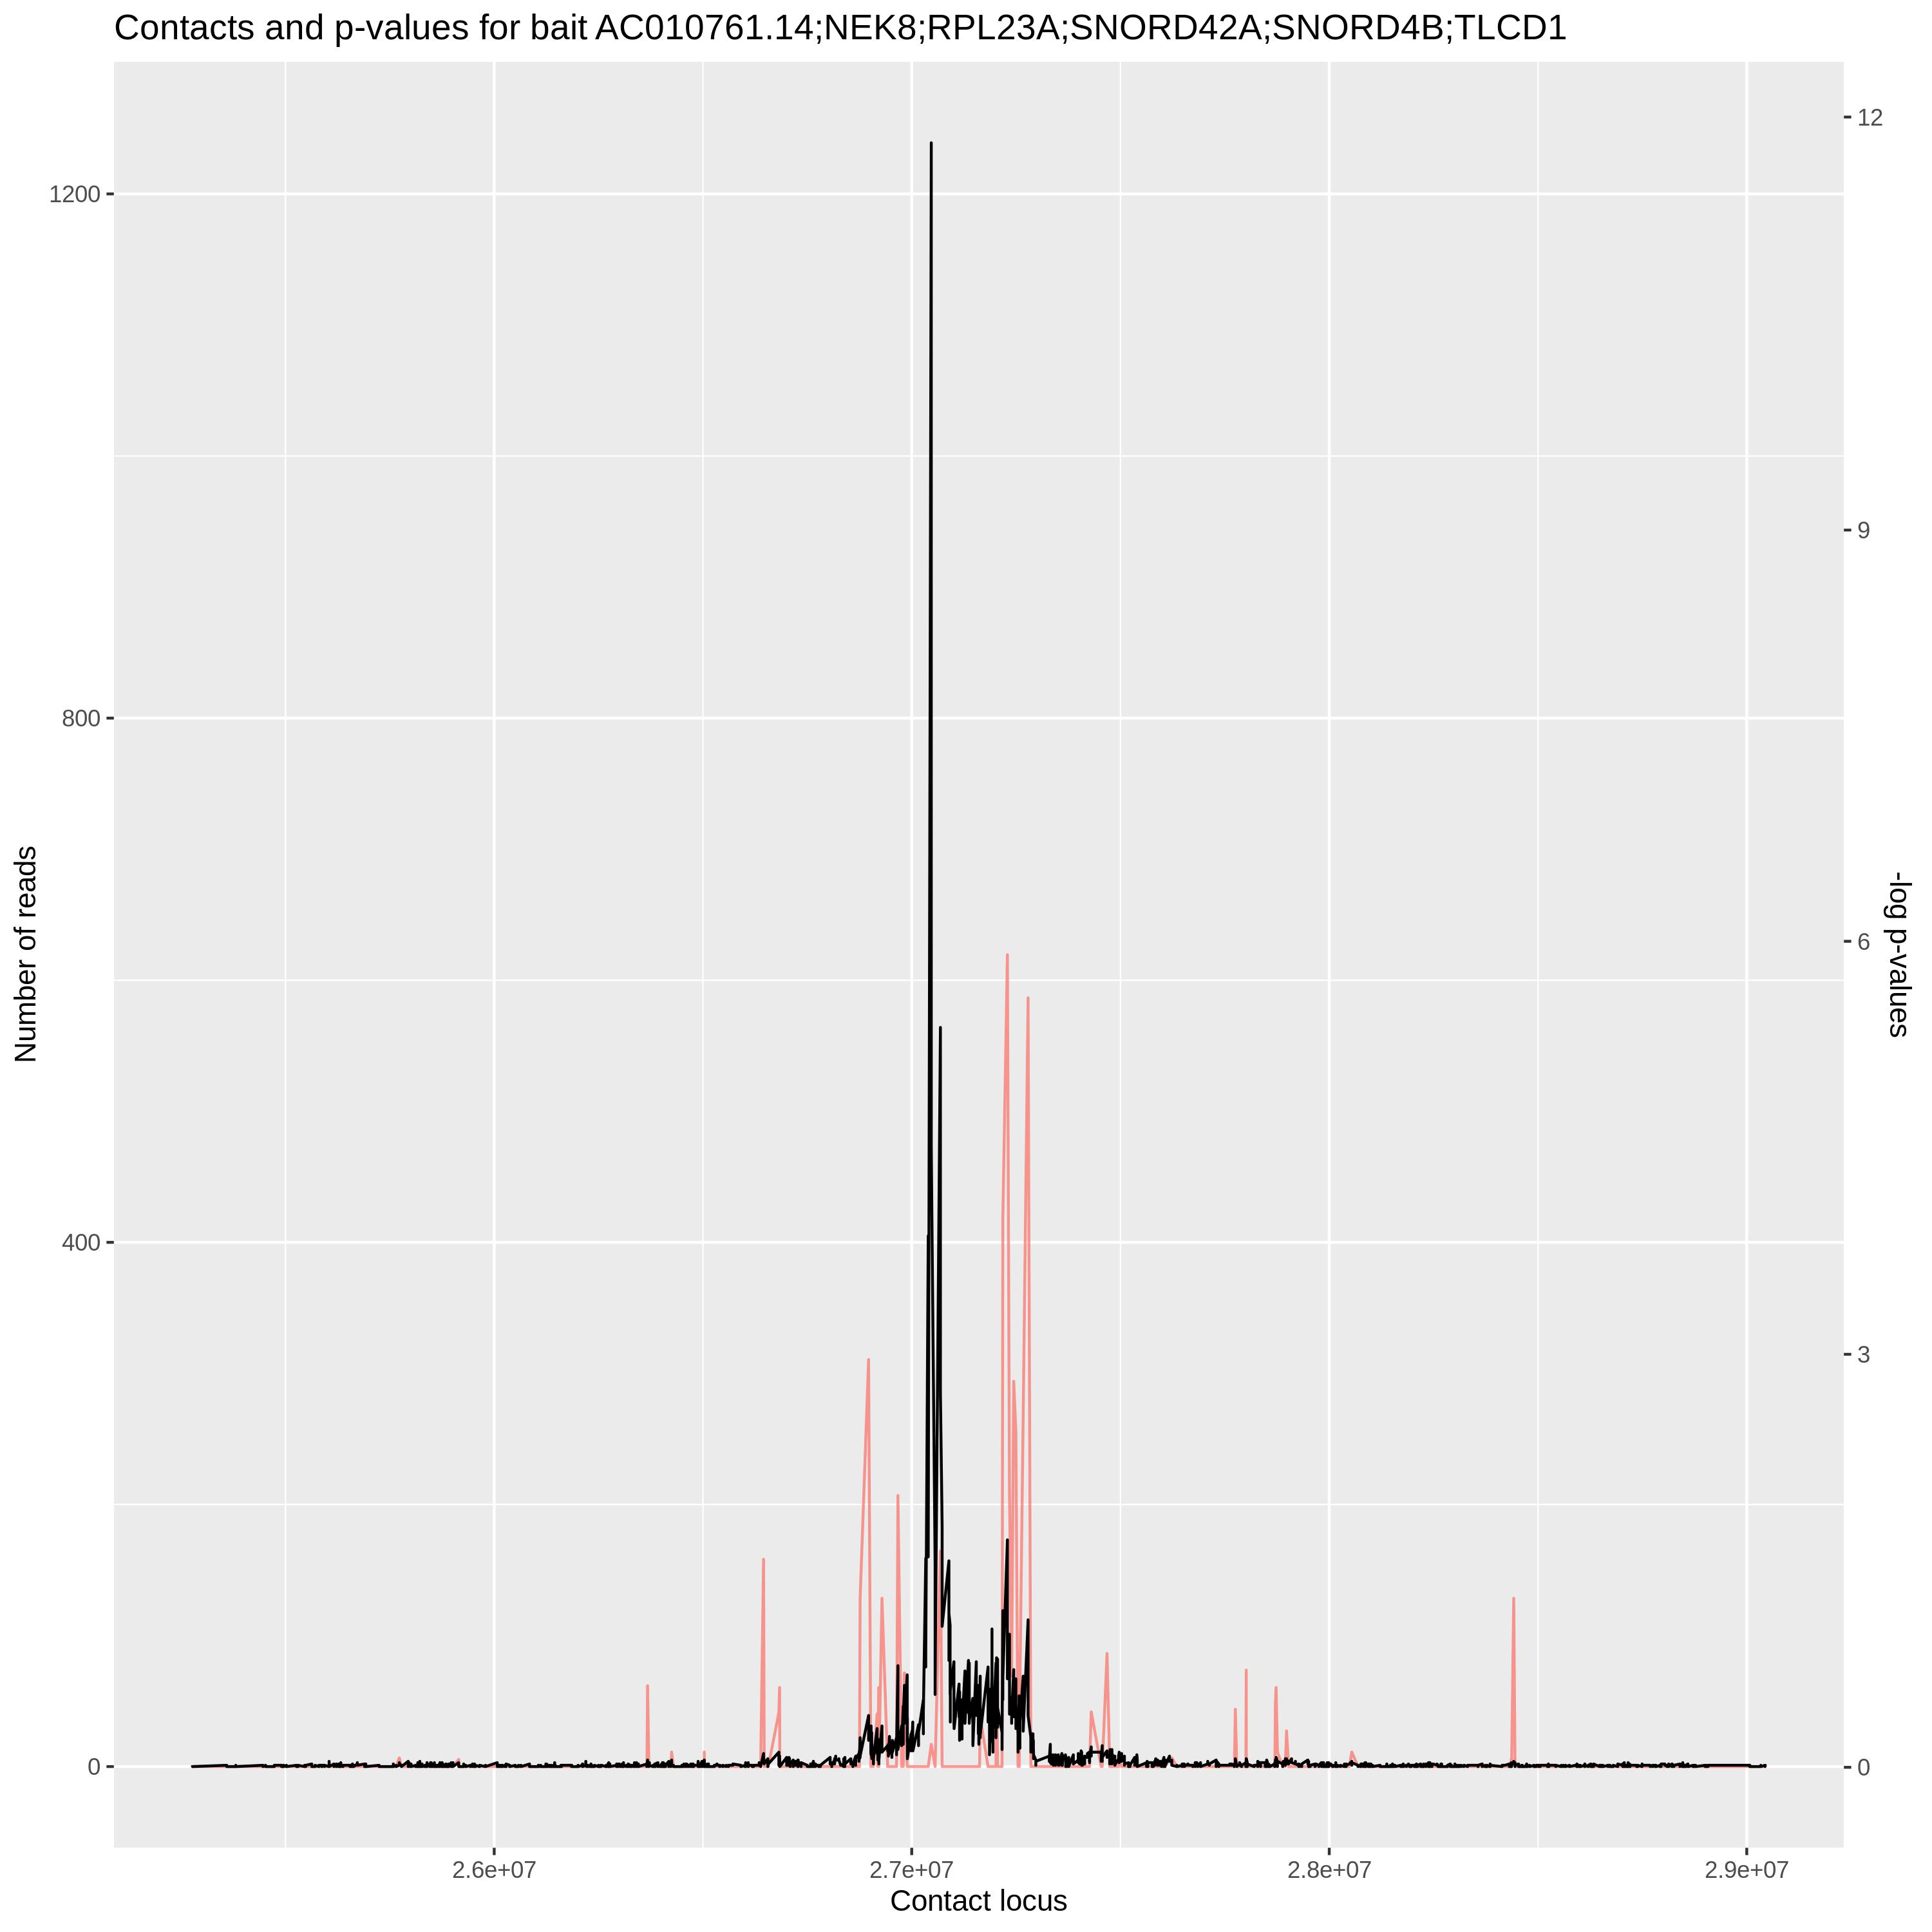 Contacts and p-values for bait AC010761.14;NEK8;RPL23A;SNORD42A;SNORD4B;TLCD1
12
1200
9
800
Number of reads
-log p-values
6
400
3
0
0
2.6e+07
2.7e+07
2.8e+07
2.9e+07
Contact locus